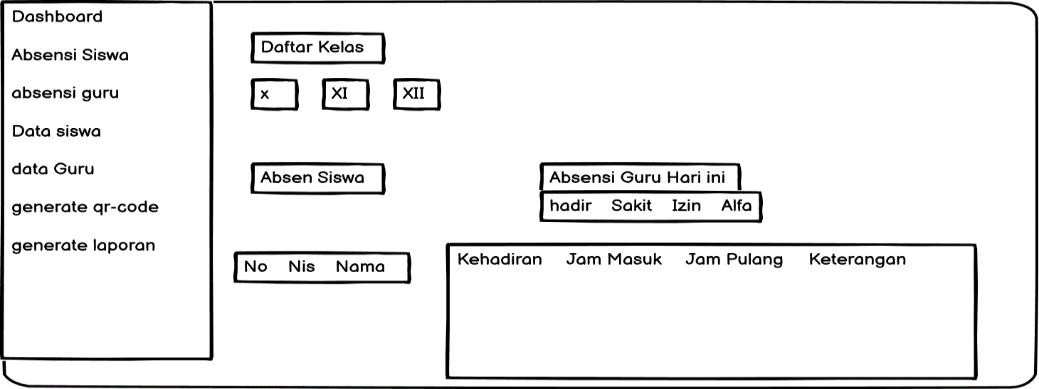 Dashboard
Absensi Siswa
absensi guru
Data siswa
data Guru
generate qr-code
generate laporan
Daftar Kelas
x XI XII
Absen Siswa
Absensi Guru Hari ini
hadir Sakit Izin Alfa
No Nis Nama
Kehadiran Jam Masuk Jam Pulang Keterangan